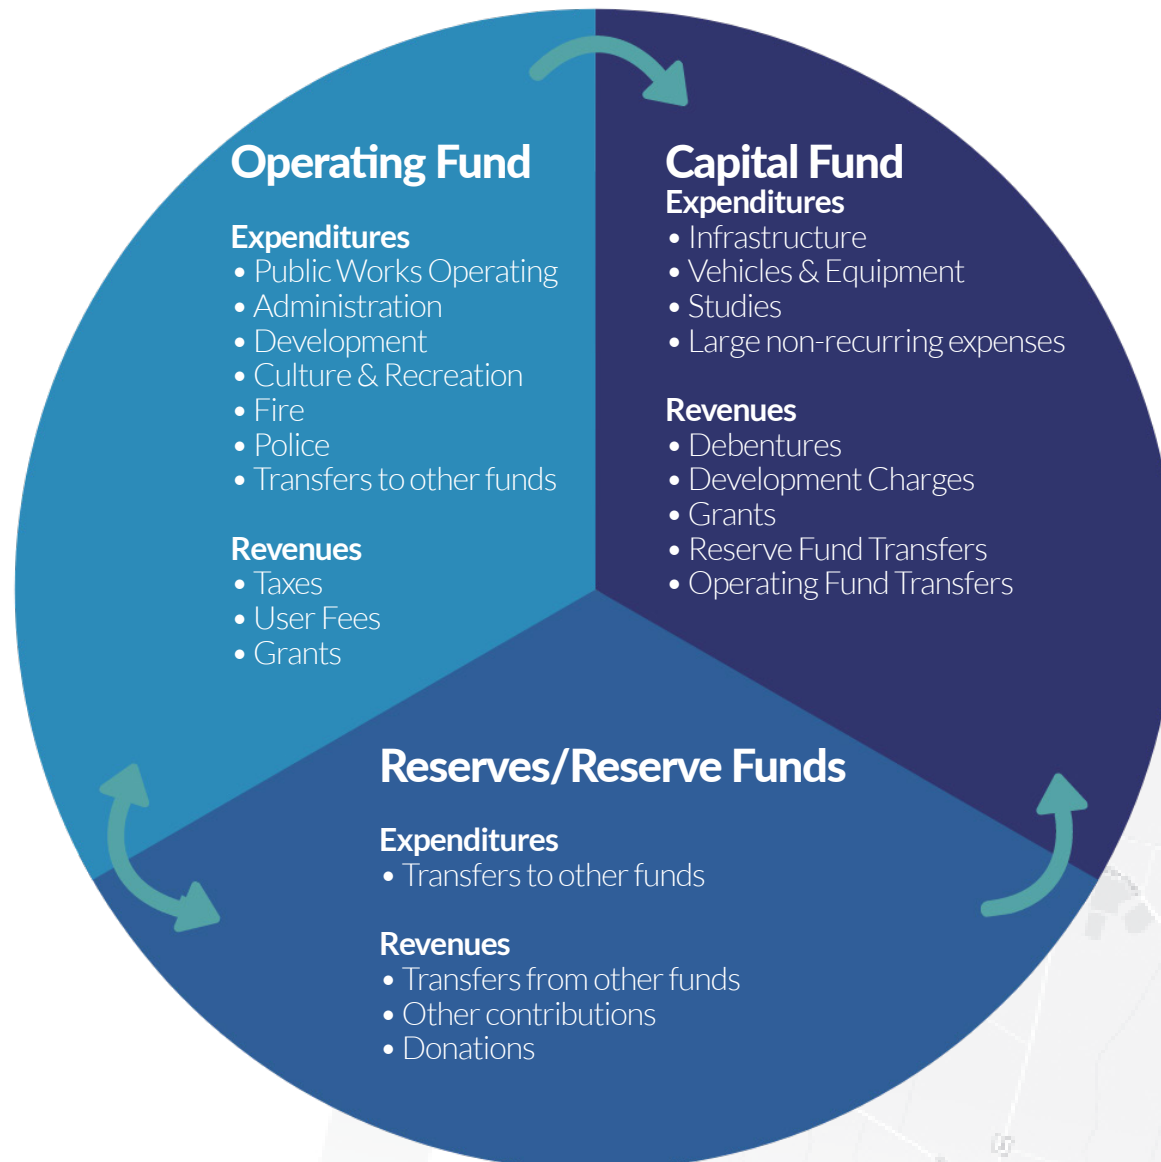 Operating Fund
Expenditures
• Public Works Operating
• Administration
• Development
• Culture & Recreation
• Fire
• Police
• Transfers to other funds
Revenues
• Taxes
• User Fees
• Grants
Capital Fund
Expenditures
• Infrastructure
• Vehicles & Equipment
• Studies
• Large non-recurring expenses
Revenues
• Debentures
• Development Charges
• Grants
• Reserve Fund Transfers
• Operating Fund Transfers
Reserves/Reserve Funds
Expenditures
• Transfers to other funds
Revenues
• Transfers from other funds
• Other contributions
• Donations